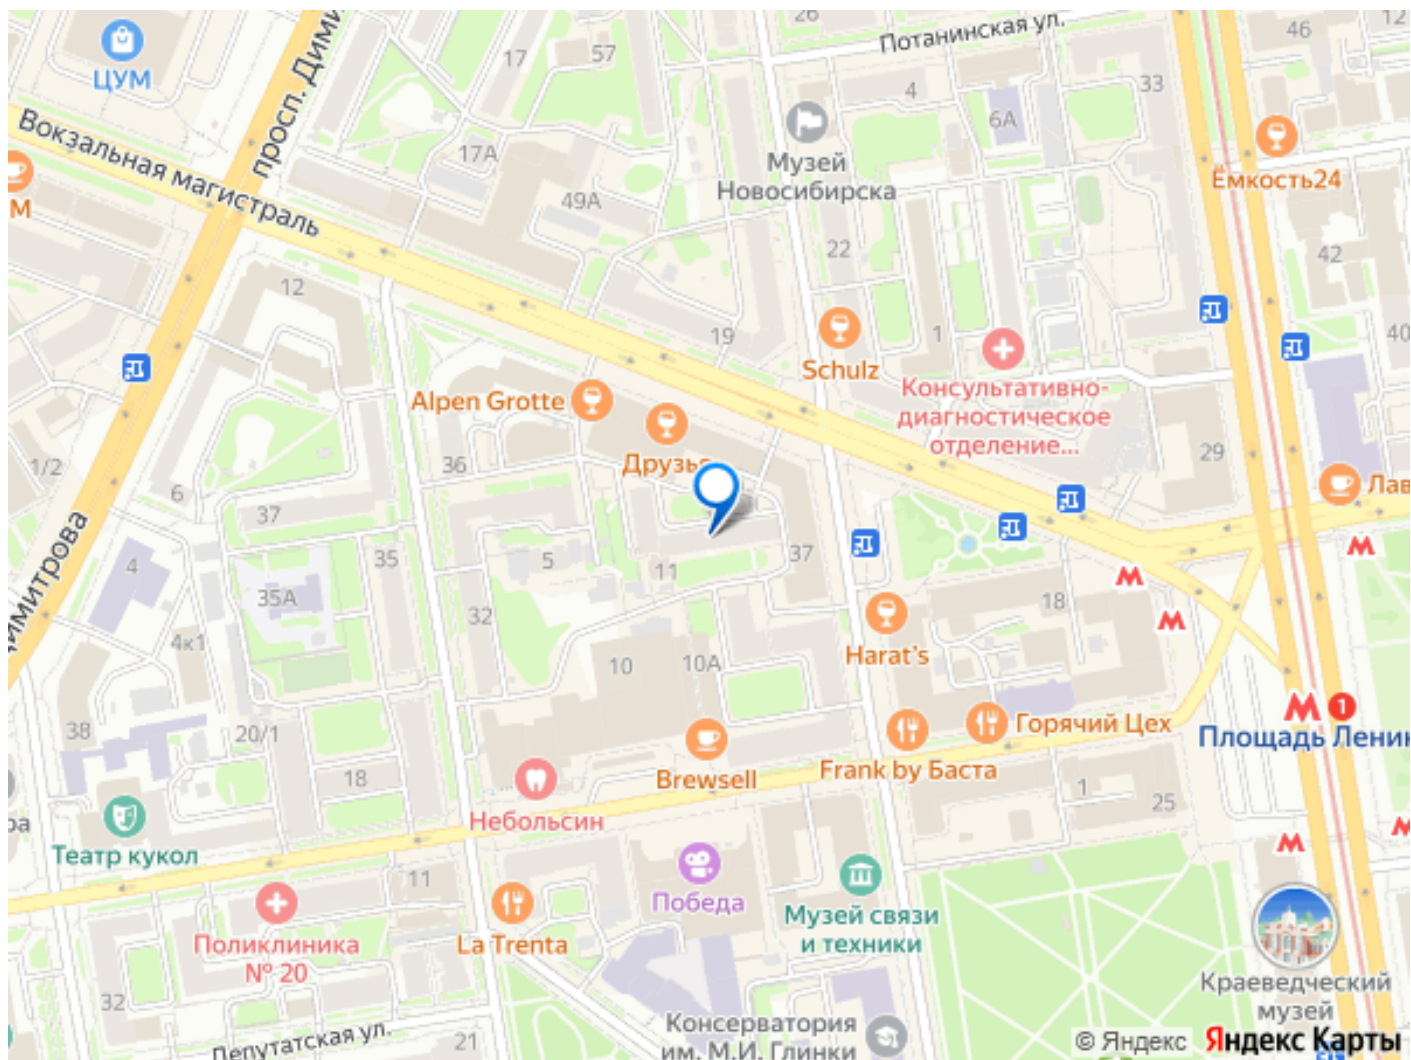 ЦУМ
17
57
26
Потанинская ул.
46
12
просп. Дими
Вокзальная магистраль
17А
49А
4
6А
33
Музей
Новосибирска
Ёмкость24
М
22
42
12
19
1
40
Schulz
Alpen Grotte
Консультативно-
диагностическое
отделение...
Друзья
29
1/2
36
6
37
Лав
35
5
11
37
4
35А
32
18
4к1
Harat's
10
10А
38
20/1
Горячий Цех
1
Площадь Ленин
18
Brewsell
Frank by Баста
1
25
Небольсин
ра
Театр кукол
11
Победа
Музей связи
и техники
Поликлиника
№ 20
La Trenta
32
Краеведческий
музей
Депутатская ул.
21
Консерватория
им. М.И. Глинки
© Яндекс Яндекс Карты